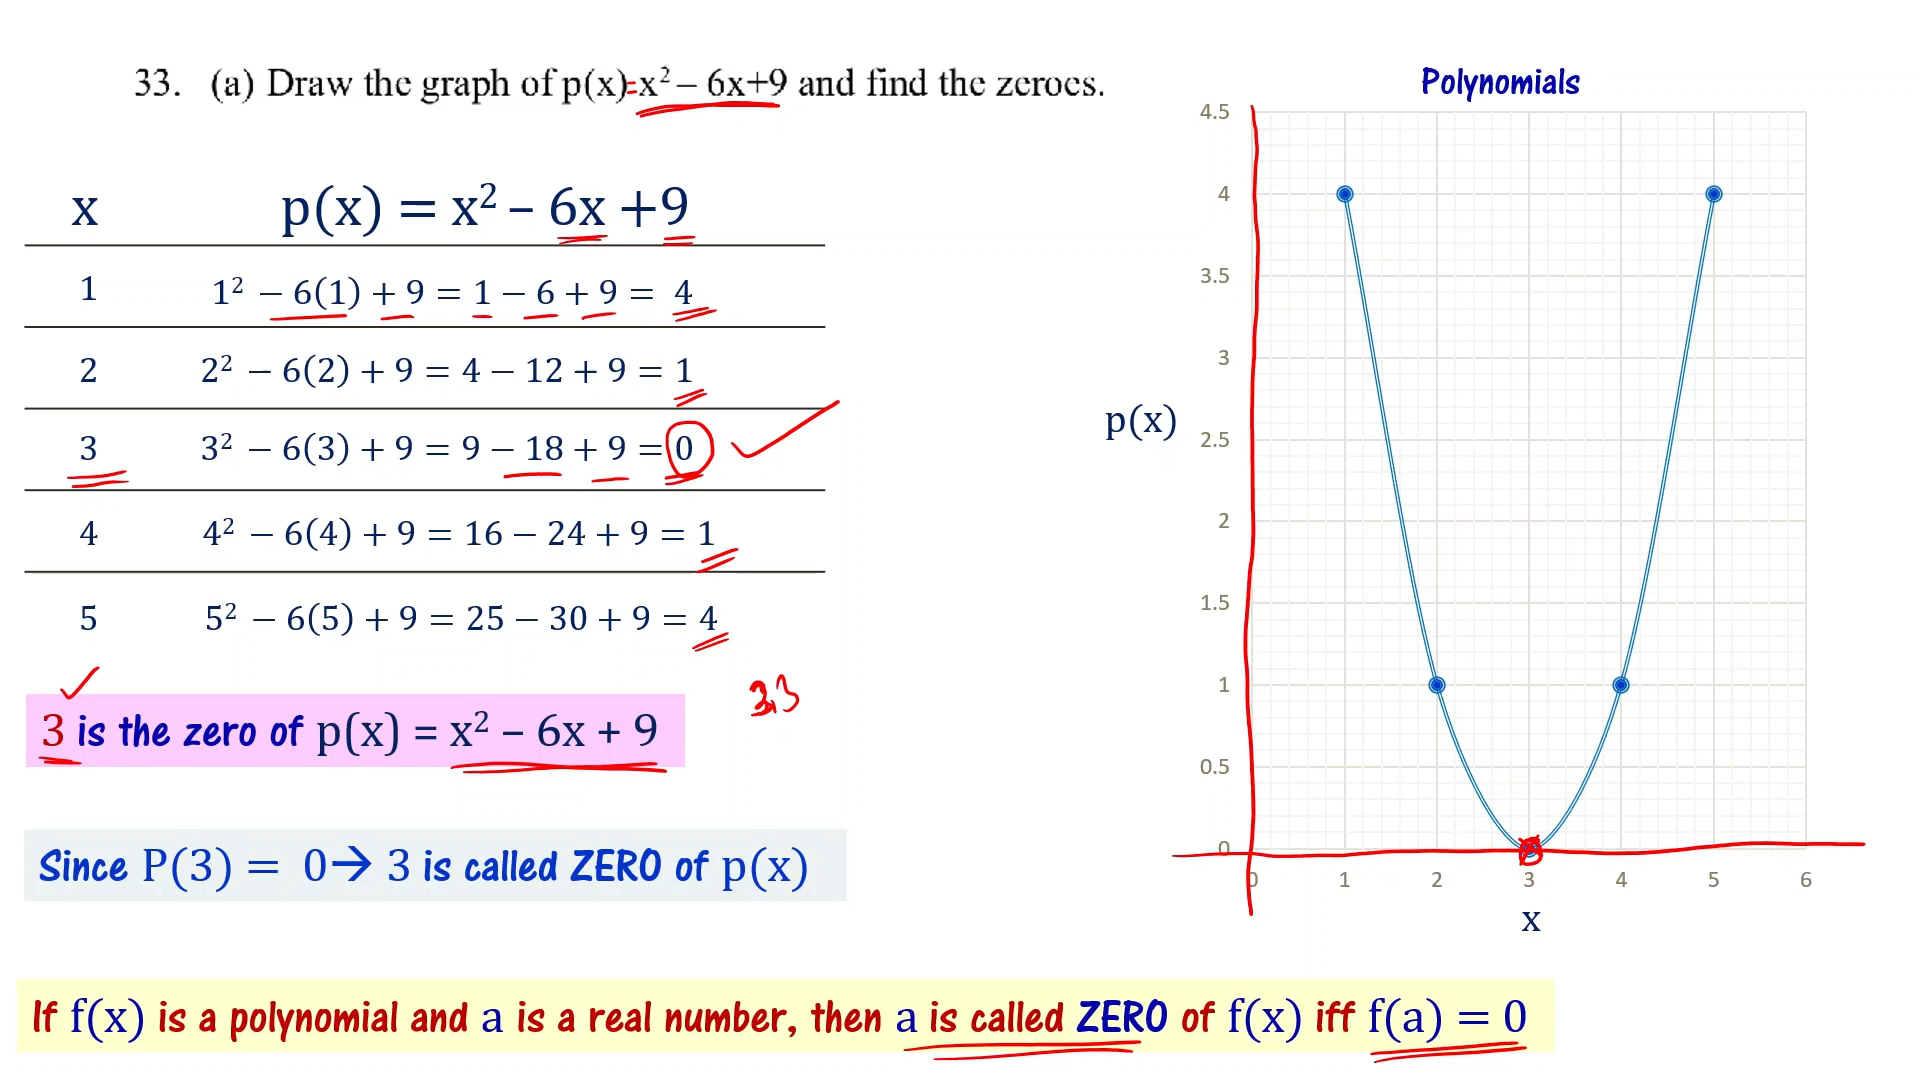 33. (a) Draw the graph of p(x)=x² – 6x+9 and find the zeroes.
x p(x) = x² – 6x +9
1 1² − 6(1) + 9 = 1 − 6 + 9 = 4
2 2² − 6(2) + 9 = 4 − 12 + 9 = 1
3 3² − 6(3) + 9 = 9 − 18 + 9 = 0
4 4² − 6(4) + 9 = 16 − 24 + 9 = 1
5 5² − 6(5) + 9 = 25 − 30 + 9 = 4
3,3
3 is the zero of p(x) = x² – 6x + 9
Since P(3) = 0→ 3 is called ZERO of p(x)
If f(x) is a polynomial and a is a real number, then a is called ZERO of f(x) iff f(a) = 0
Polynomials
4.5
4
3.5
3
p(x)
2.5
2
1.5
1
0.5
0
0 1 2 3 4 5 6
x